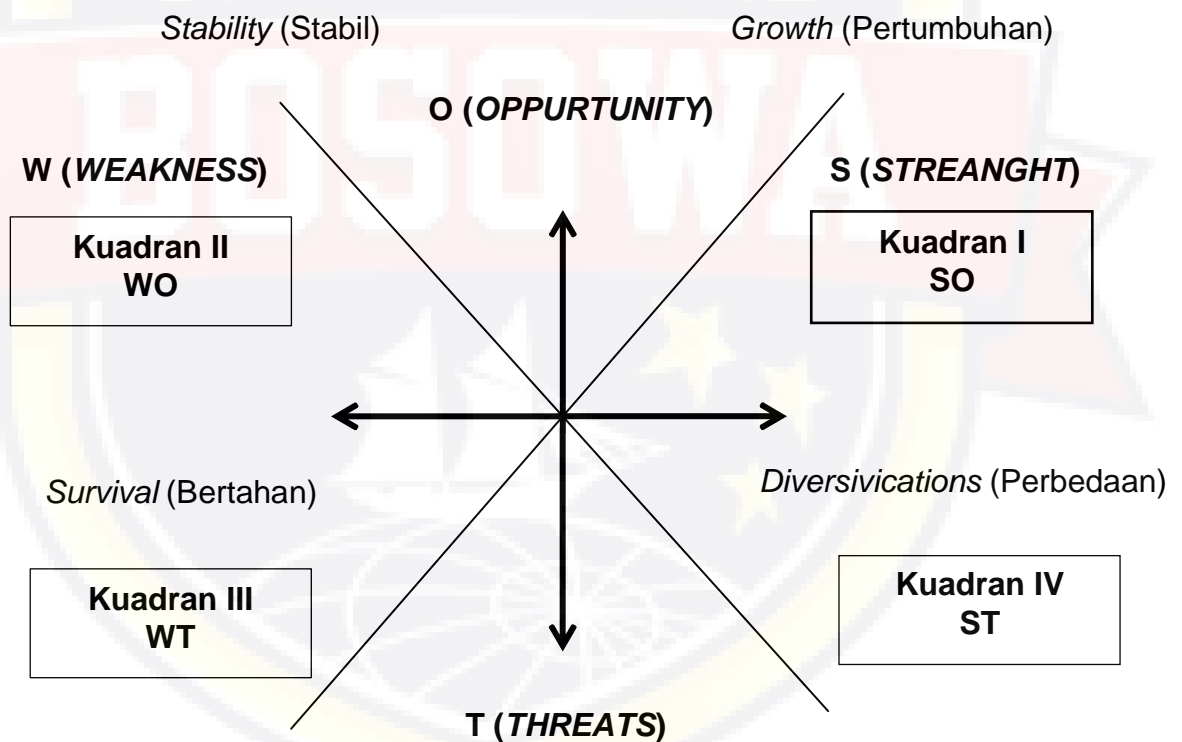 Stability (Stabil)
Growth (Pertumbuhan)
BOSOWA
O (OPPURTUNITY)
W (WEAKNESS)
S (STREANGHT)
Kuadran II
WO
Kuadran I
SO
Survival (Bertahan)
Diversivications (Perbedaan)
Kuadran III
WT
Kuadran IV
ST
T (THREATS)